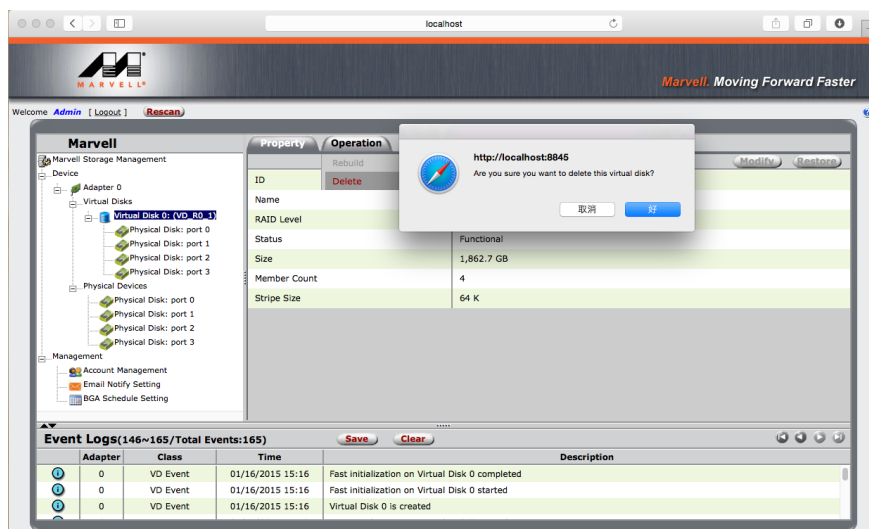 localhost
MARVELL®
Marvell. Moving Forward Faster
Welcome Admin [ Logout ] Rescan
Marvell
Marvell Storage Management
Device
Adapter 0
Virtual Disks
Virtual Disk 0: (VD_R0_1)
Physical Disk: port 0
Physical Disk: port 1
Physical Disk: port 2
Physical Disk: port 3
Physical Devices
Physical Disk: port 0
Physical Disk: port 1
Physical Disk: port 2
Physical Disk: port 3
Management
Account Management
Email Notify Setting
BGA Schedule Setting
Property Operation
Rebuild
Delete
Modify Restore
ID
Name
RAID Level
Status Functional
Size 1,862.7 GB
Member Count 4
Stripe Size 64 K
http://localhost:8845
Are you sure you want to delete this virtual disk?
取消 好
Event Logs(146~165/Total Events:165) Save Clear
Adapter Class Time Description
0 VD Event 01/16/2015 15:16 Fast initialization on Virtual Disk 0 completed
0 VD Event 01/16/2015 15:16 Fast initialization on Virtual Disk 0 started
0 VD Event 01/16/2015 15:16 Virtual Disk 0 is created